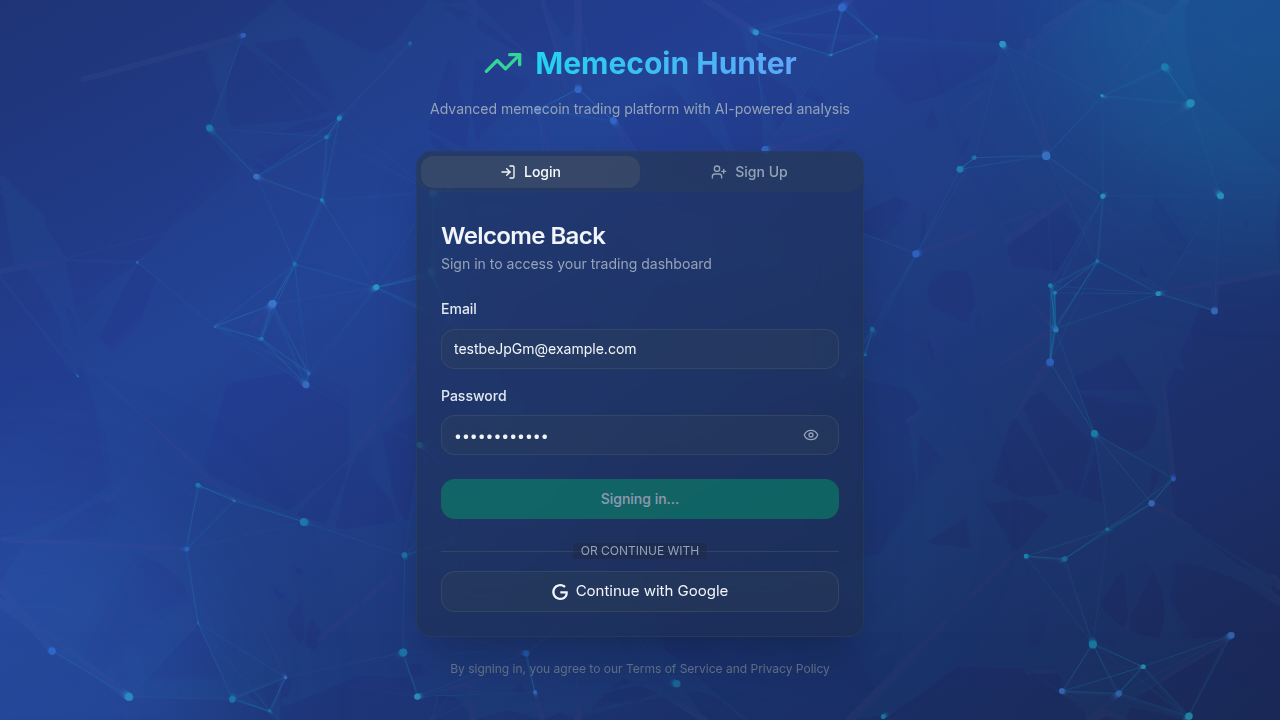 Memecoin Hunter
Advanced memecoin trading platform with AI-powered analysis
Login
Sign Up
Welcome Back
Sign in to access your trading dashboard
Email
testbeJpGm@example.com
Password
••••••••••••
Signing in...
OR CONTINUE WITH
Continue with Google
By signing in, you agree to our Terms of Service and Privacy Policy